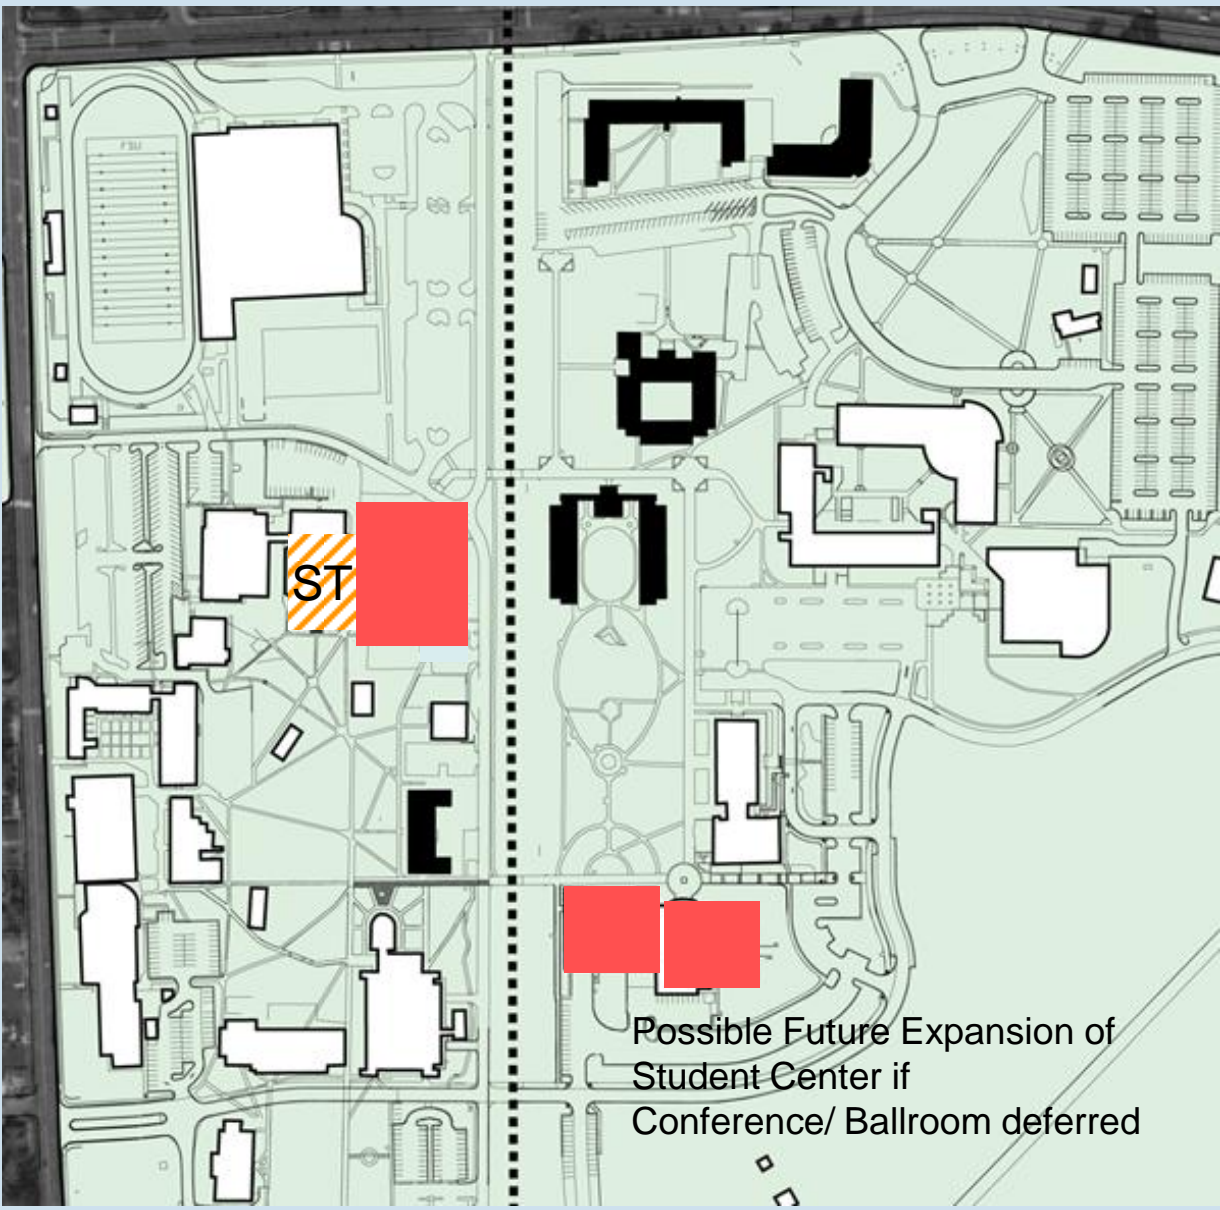 FSU
ST
Possible Future Expansion of
Student Center if
Conference/ Ballroom deferred